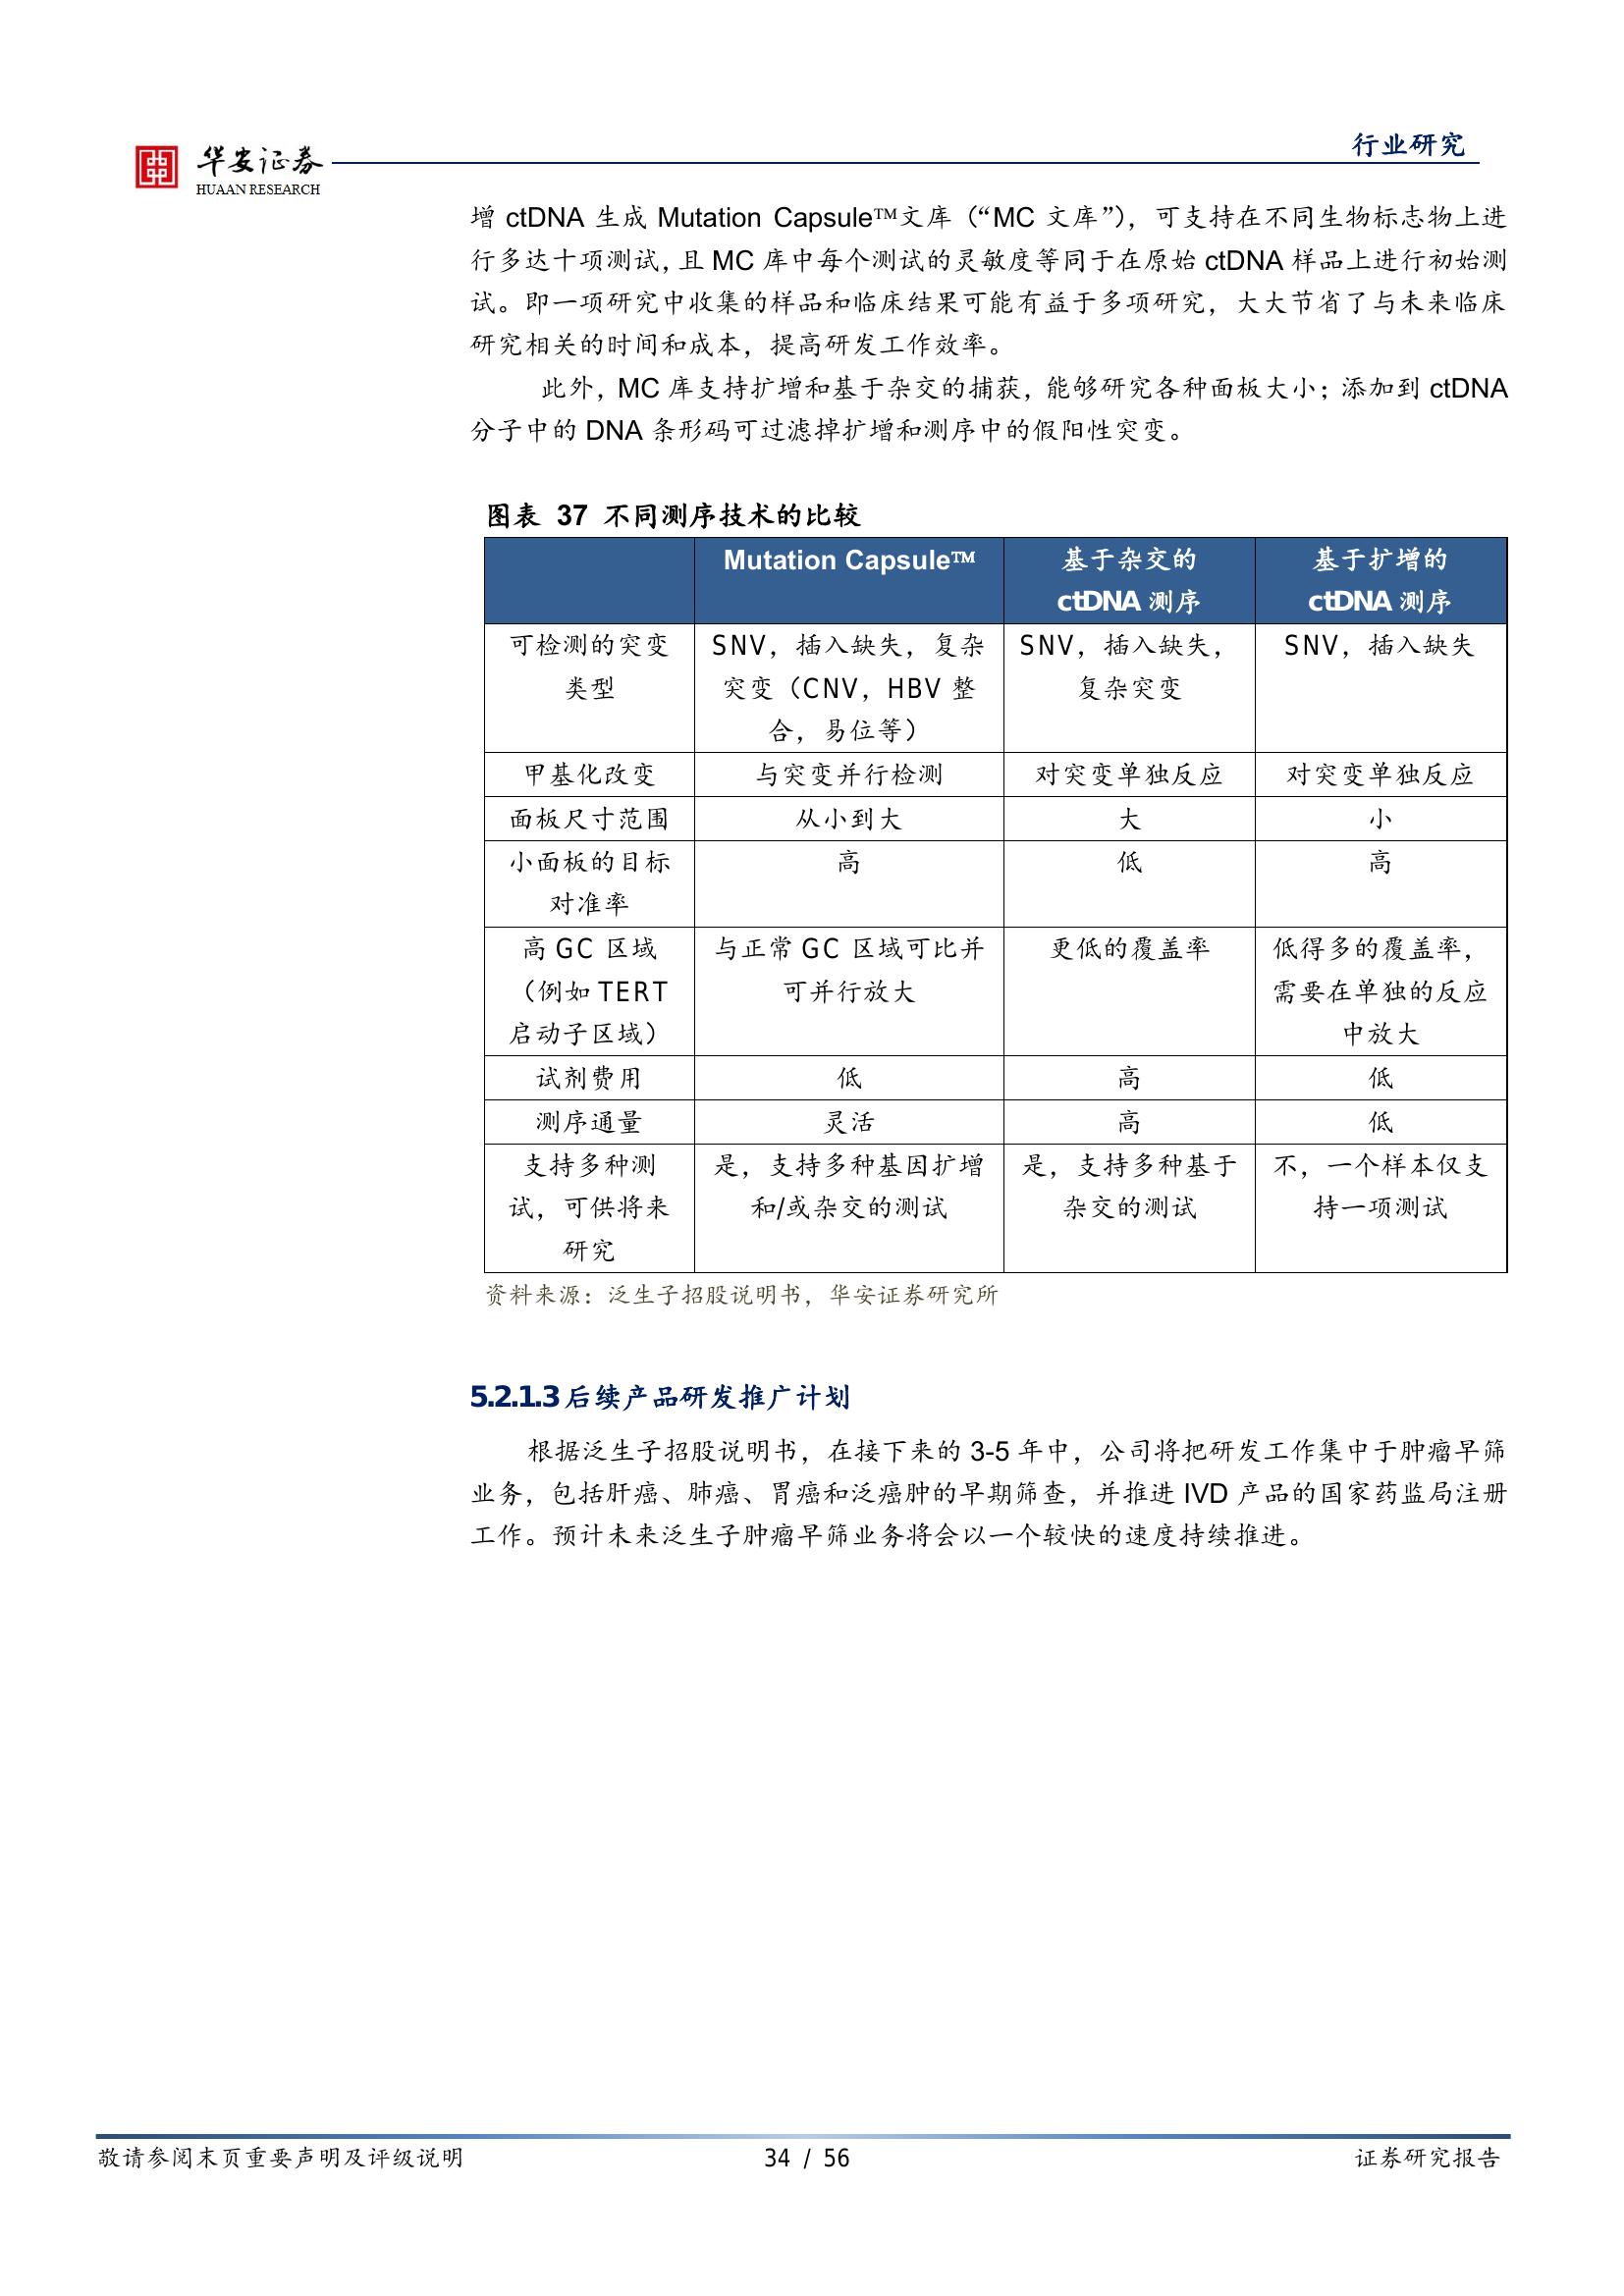 华安证券
HUAAN RESEARCH
行业研究
增 ctDNA 生成 Mutation Capsule™文库（“MC 文库”），可支持在不同生物标志物上进
行多达十项测试，且 MC 库中每个测试的灵敏度等同于在原始 ctDNA 样品上进行初始测
试。即一项研究中收集的样品和临床结果可能有益于多项研究，大大节省了与未来临床
研究相关的时间和成本，提高研发工作效率。
此外，MC 库支持扩增和基于杂交的捕获，能够研究各种面板大小；添加到 ctDNA
分子中的 DNA 条形码可过滤掉扩增和测序中的假阳性突变。
图表 37 不同测序技术的比较
Mutation Capsule™
基于杂交的
ctDNA 测序
基于扩增的
ctDNA 测序
可检测的突变
类型
SNV，插入缺失，复杂
突变（CNV，HBV 整
合，易位等）
SNV，插入缺失，
复杂突变
SNV，插入缺失
甲基化改变
与突变并行检测
对突变单独反应
对突变单独反应
面板尺寸范围
从小到大
大
小
小面板的目标
对准率
高
低
高
高 GC 区域
（例如 TERT
启动子区域）
与正常 GC 区域可比并
可并行放大
更低的覆盖率
低得多的覆盖率，
需要在单独的反应
中放大
试剂费用
低
高
低
测序通量
灵活
高
低
支持多种测
试，可供将来
研究
是，支持多种基因扩增
和/或杂交的测试
是，支持多种基于
杂交的测试
不，一个样本仅支
持一项测试
资料来源：泛生子招股说明书，华安证券研究所
5.2.1.3 后续产品研发推广计划
根据泛生子招股说明书，在接下来的 3-5 年中，公司将把研发工作集中于肿瘤早筛
业务，包括肝癌、肺癌、胃癌和泛癌肿的早期筛查，并推进 IVD 产品的国家药监局注册
工作。预计未来泛生子肿瘤早筛业务将会以一个较快的速度持续推进。
敬请参阅末页重要声明及评级说明
34 / 56
证券研究报告